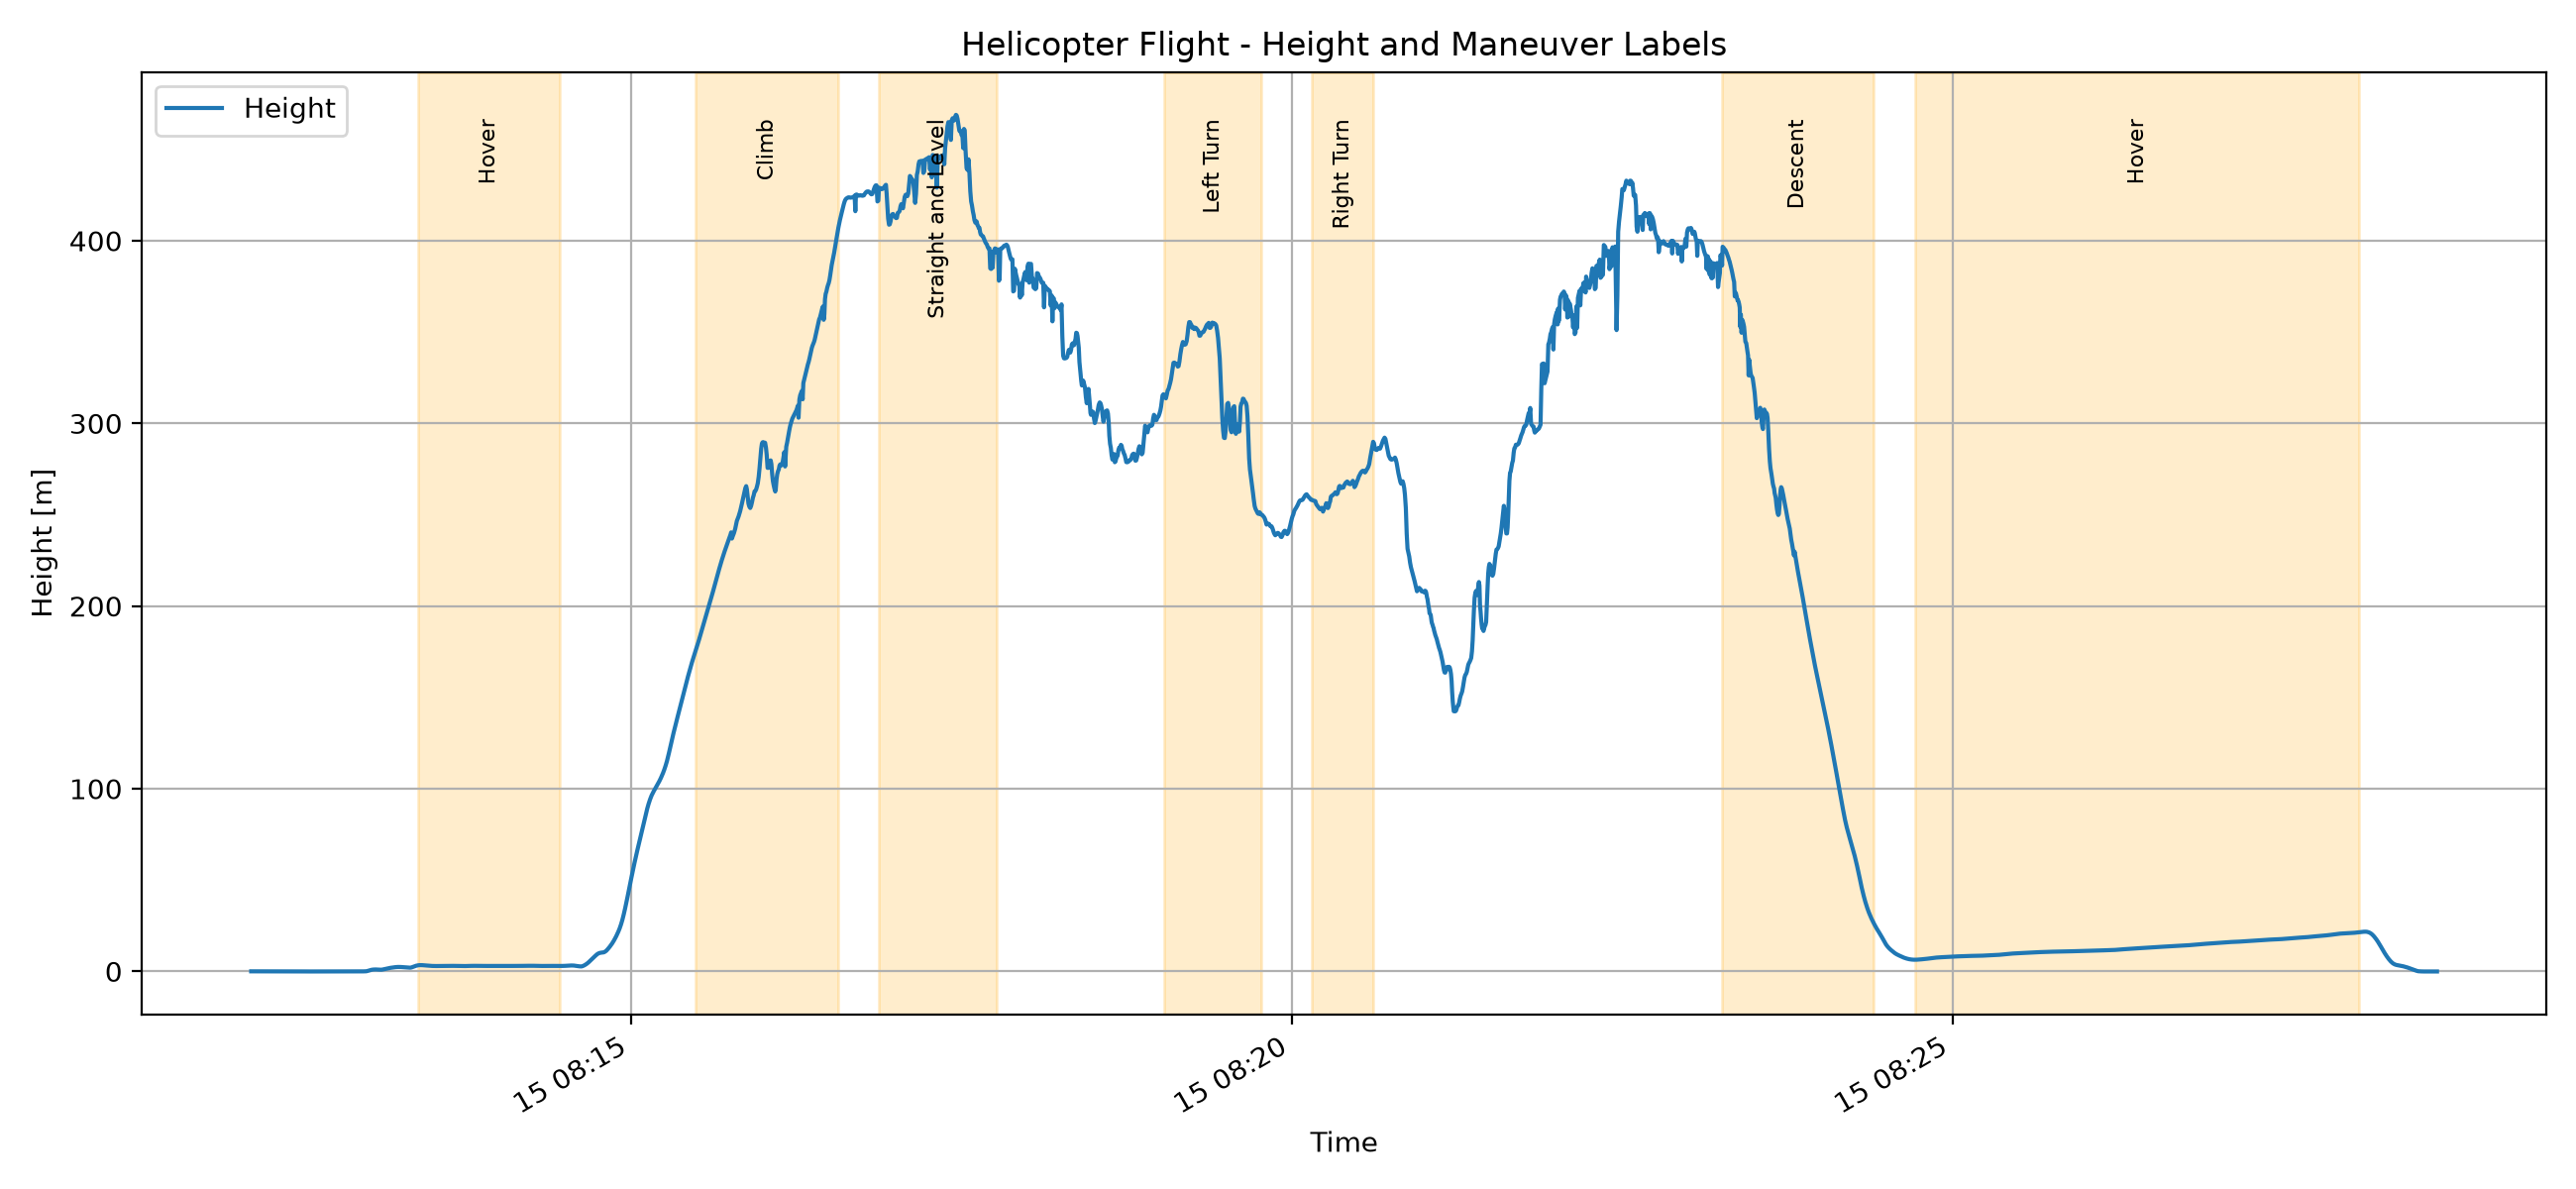 Helicopter Flight - Height and Maneuver Labels
Height
Hover
Climb
Straight and Level
Left Turn
Right Turn
Descent
Hover
Height [m]
400
300
200
100
0
15 08:15
15 08:20
15 08:25
Time